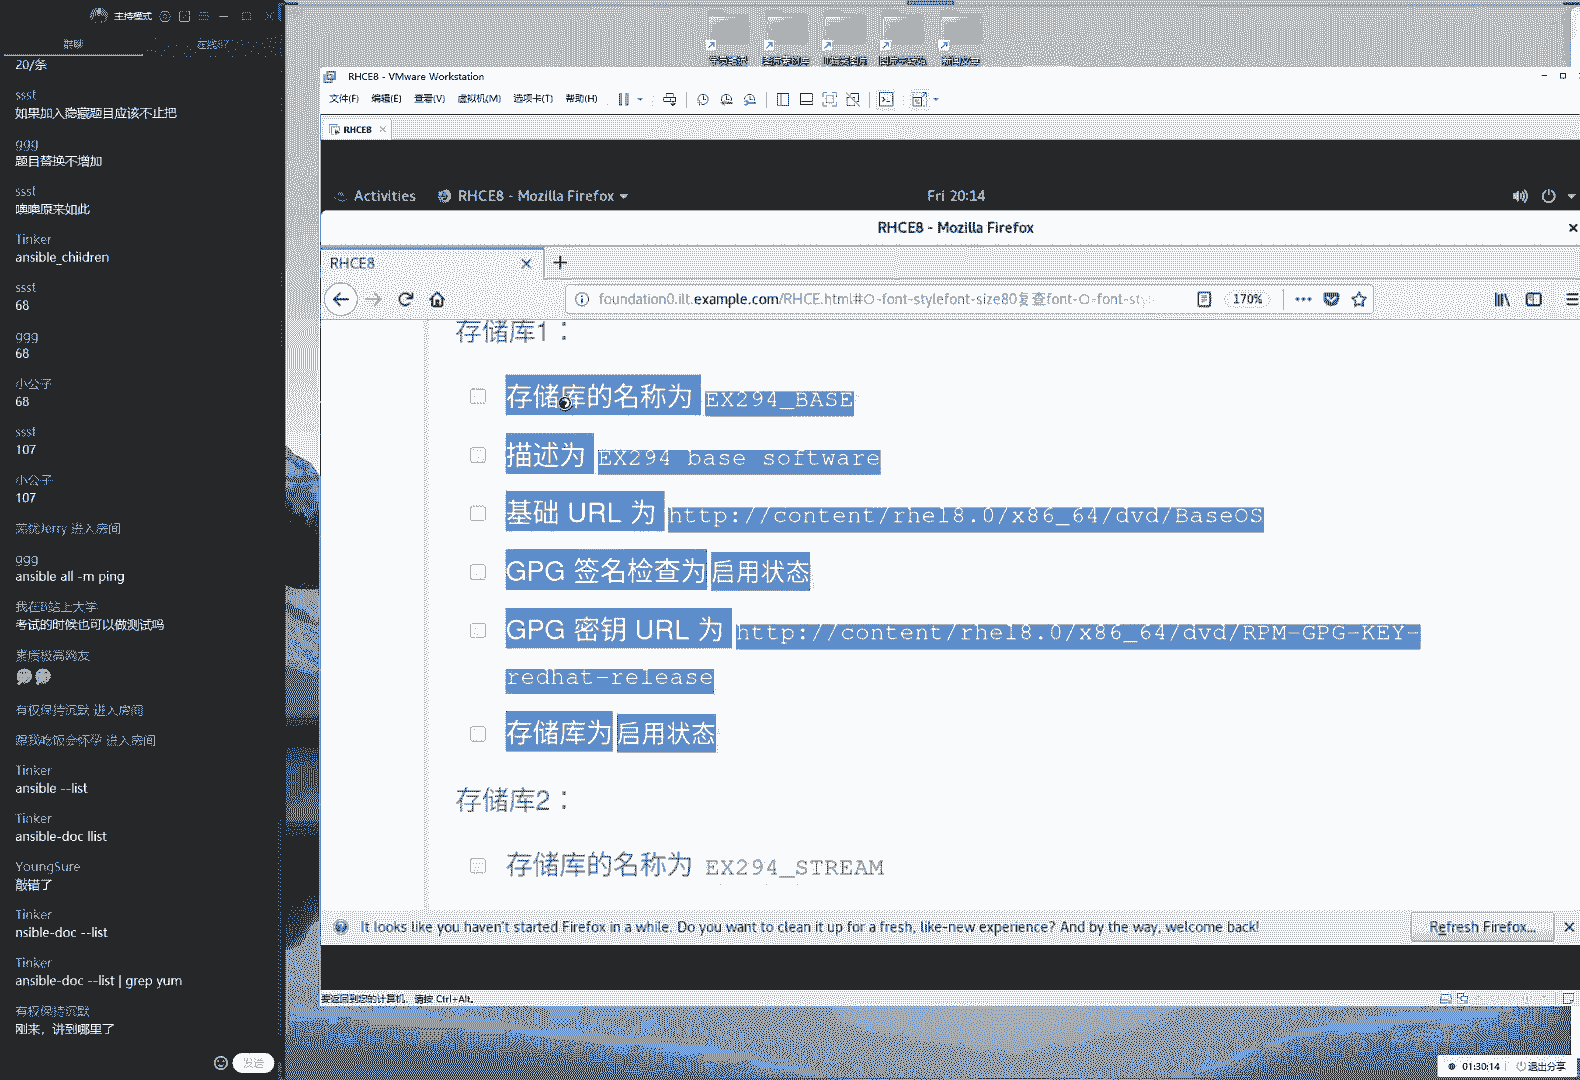 主持模式
群聊
20/条
ssst
如果加入隐藏题目应该不止把
ggg
题目替换不增加
ssst
噢噢原来如此
Tinker
ansible_children
ssst
68
ggg
68
小公子
68
ssst
107
小公子
107
Jerry 进入房间
ggg
ansible all -m ping
我在B站上大学
考试的时候也可以做测试吗
素质极高网友
有权保持沉默 进入房间
跟我吃饭会怀孕 进入房间
Tinker
ansible --list
Tinker
ansible-doc llist
YoungSure
敲错了
Tinker
nsible-doc --list
Tinker
ansible-doc --list | grep yum
有权保持沉默
刚来，讲到哪里了
发送
RHCE8 - VMware Workstation
文件(F) 编辑(E) 查看(V) 虚拟机(M) 选项卡(T) 帮助(H)
RHCE8
Activities RHCE8 - Mozilla Firefox Fri 20:14
RHCE8 - Mozilla Firefox
RHCE8
foundation0.ilt.example.com/RHCE.html#O-font-stylefont-size80复查font-O-font-st 170%
存储库1：
存储库的名称为 EX294_BASE
描述为 EX294 base software
基础 URL 为 http://content/rhel8.0/x86_64/dvd/BaseOS
GPG 签名检查为 启用状态
GPG 密钥 URL 为 http://content/rhel8.0/x86_64/dvd/RPM-GPG-KEY-
redhat-release
存储库为 启用状态
存储库2：
存储库的名称为 EX294_STREAM
It looks like you haven't started Firefox in a while. Do you want to clean it up for a fresh, like-new experience? And by the way, welcome back! Refresh Firefox...
要返回到您的计算机，请按 Ctrl+Alt。
01:30:14 退出分享